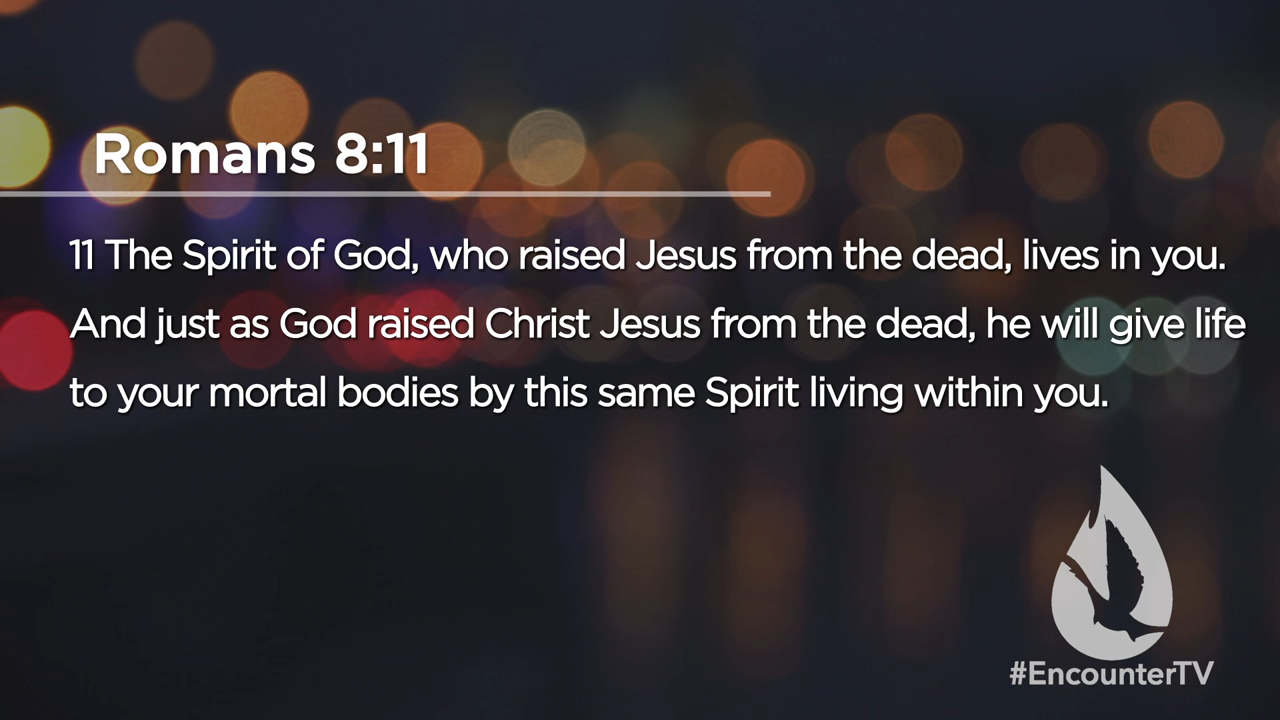 Romans 8:11
11 The Spirit of God, who raised Jesus from the dead, lives in you.
And just as God raised Christ Jesus from the dead, he will give life
to your mortal bodies by this same Spirit living within you.
#EncounterTV